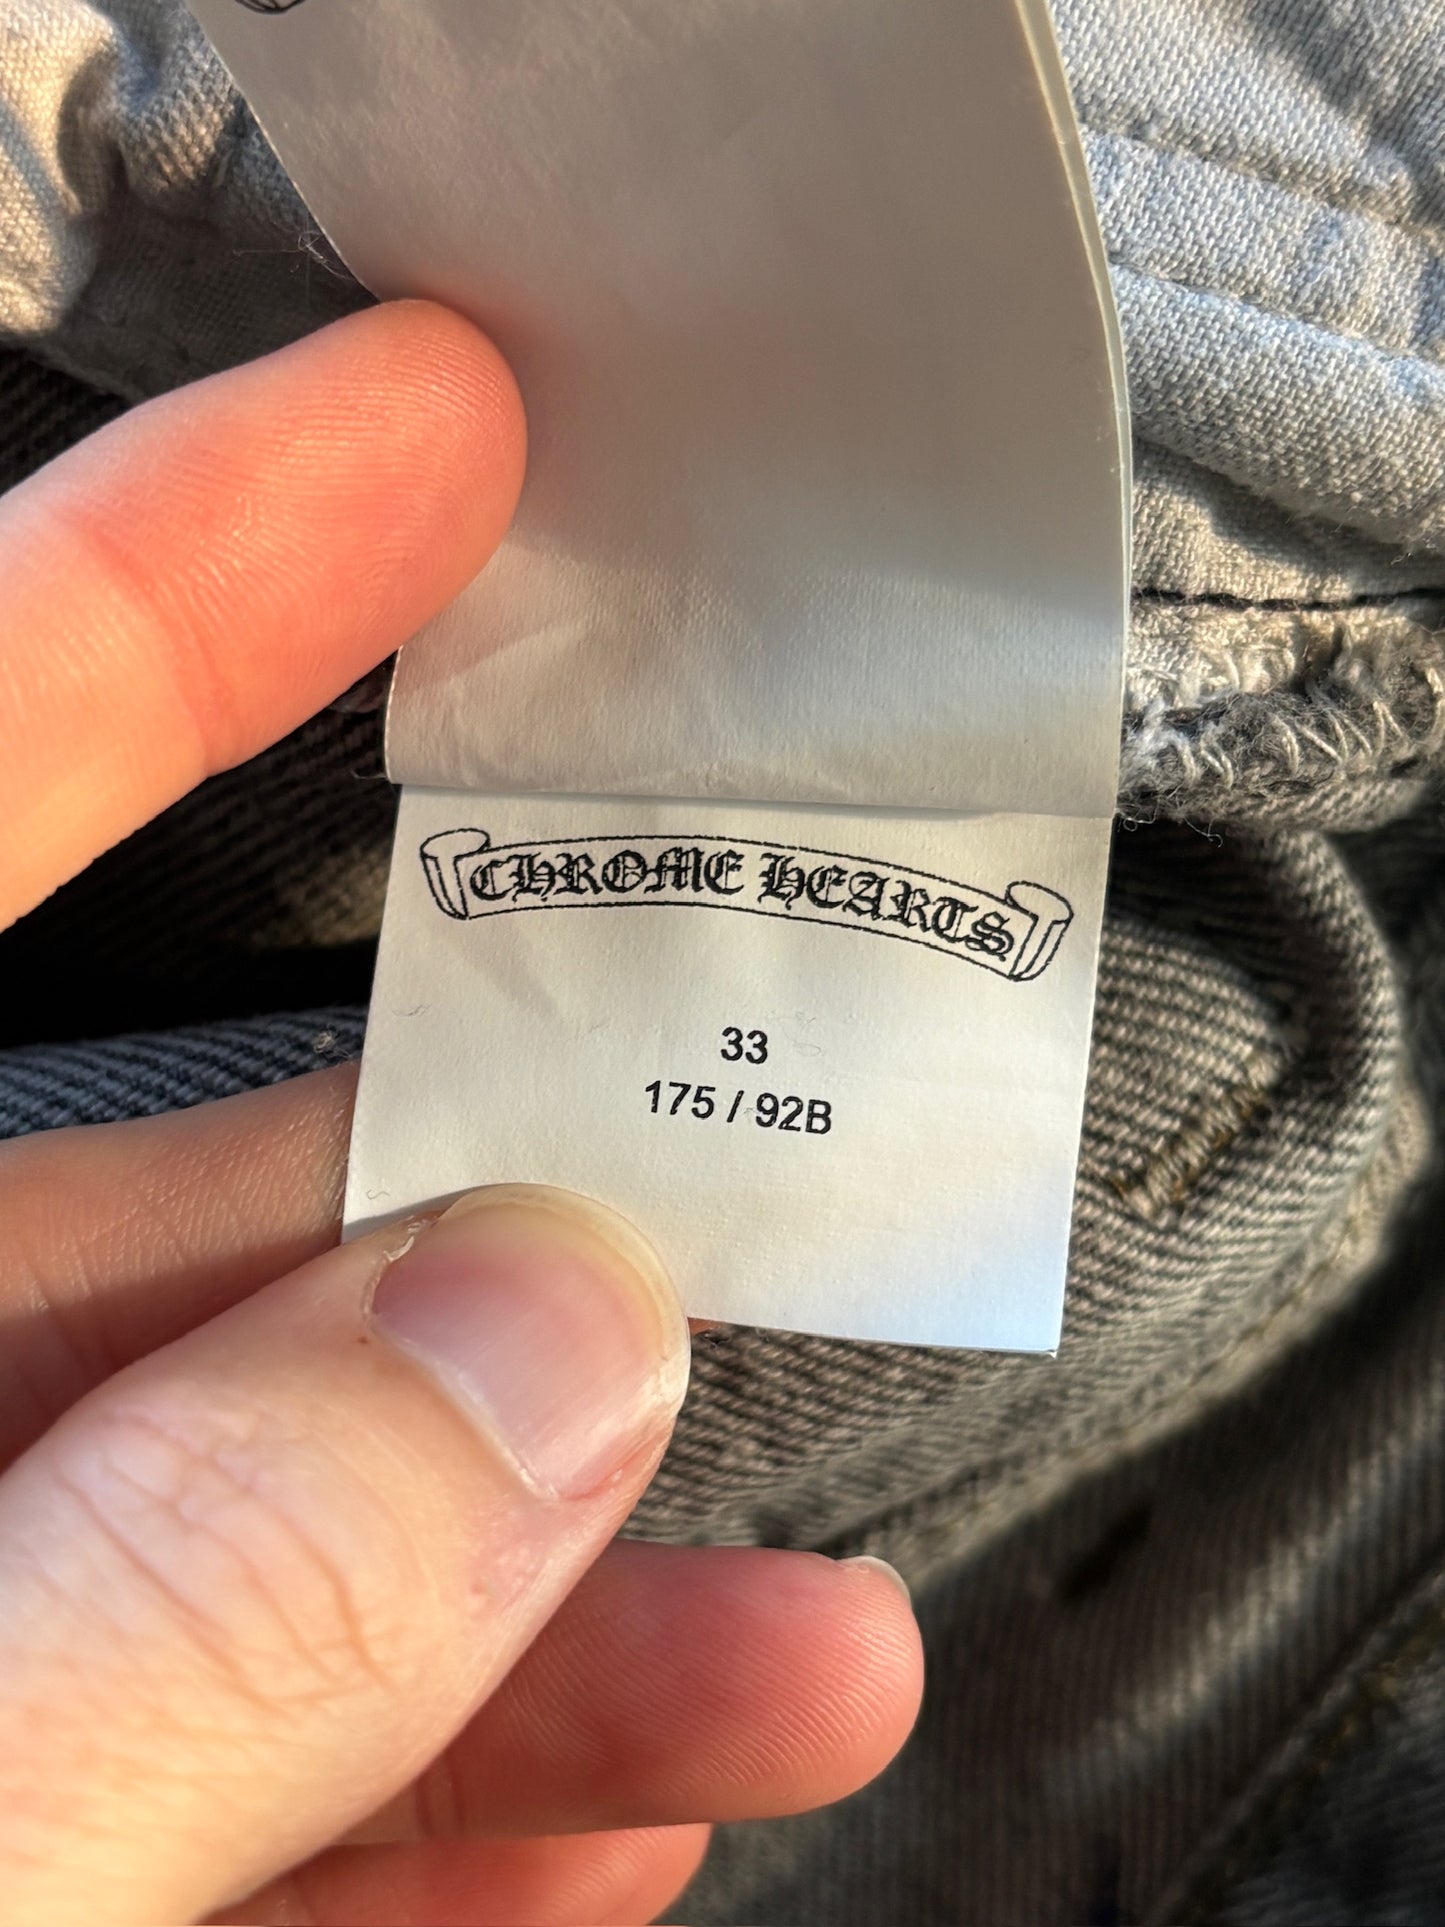 CHROME HEARTS
33
175 / 92B